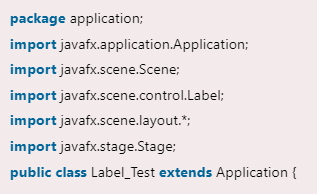 package application;
import javafx.application.Application;
import javafx.scene.Scene;
import javafx.scene.control.Label;
import javafx.scene.layout.*;
import javafx.stage.Stage;
public class Label_Test extends Application {